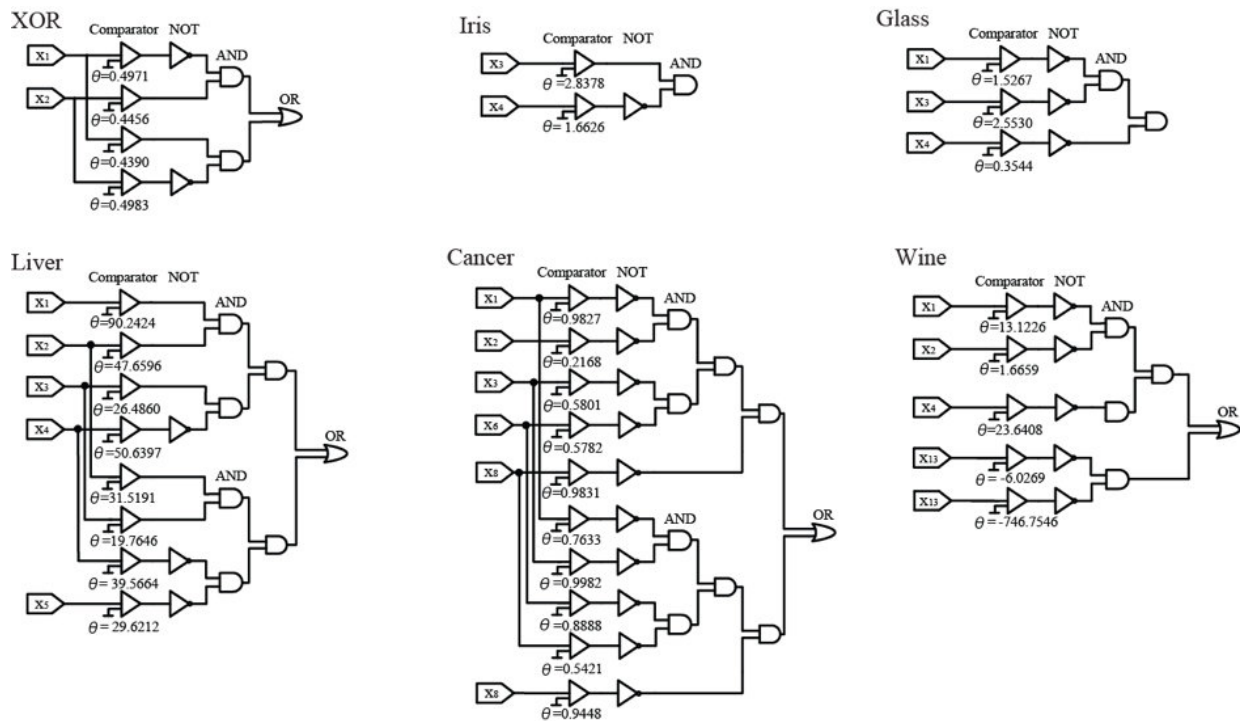 XOR
Comparator NOT
X1
AND
θ=0.4971
X2
OR
θ=0.4456
θ=0.4390
θ=0.4983
Iris
Comparator NOT
X3
AND
θ=2.8378
X4
θ= 1.6626
Glass
Comparator NOT
X1
AND
θ=1.5267
X3
θ=2.5530
X4
θ=0.3544
Liver
Comparator NOT
X1
AND
θ=90.2424
X2
θ=47.6596
X3
θ=26.4860
X4
OR
θ=50.6397
AND
θ=31.5191
θ=19.7646
θ= 39.5664
X5
θ= 29.6212
Cancer
Comparator NOT
X1
AND
θ=0.9827
X2
θ=0.2168
X3
θ=0.5801
X6
θ=0.5782
X8
θ=0.9831
AND
OR
θ=0.7633
θ=0.9982
θ=0.8888
θ=0.5421
X8
θ=0.9448
Wine
Comparator NOT
X1
AND
θ=13.1226
X2
θ=1.6659
X4
OR
θ=23.6408
X13
θ= -6.0269
X13
θ= -746.7546